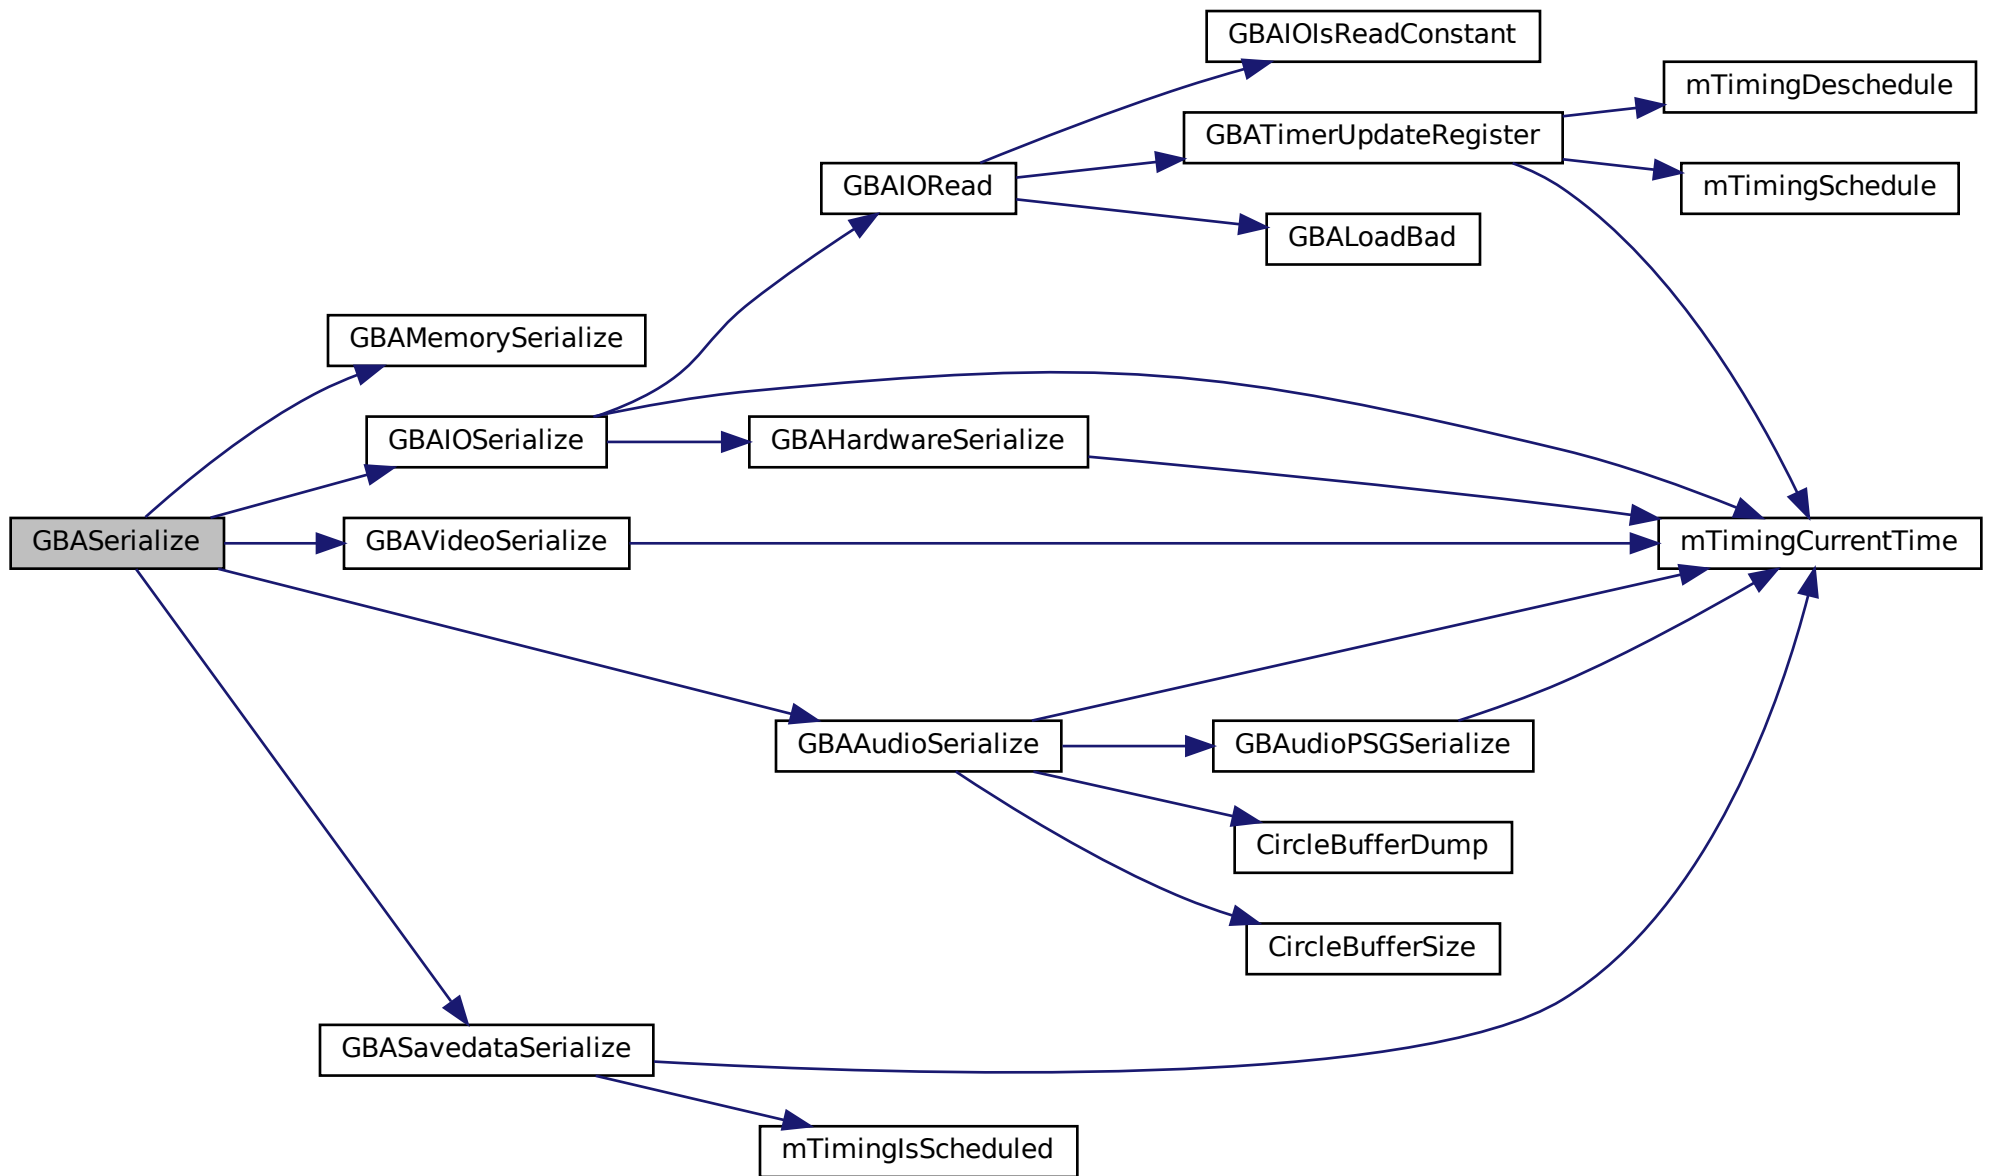 GBAIOIsReadConstant
mTimingDeschedule
GBATimerUpdateRegister
GBAIORead
mTimingSchedule
GBALoadBad
GBAMemorySerialize
GBAIOSerialize
GBAHardwareSerialize
GBASerialize
GBAVideoSerialize
mTimingCurrentTime
GBAAudioSerialize
GBAudioPSGSerialize
CircleBufferDump
CircleBufferSize
GBASavedataSerialize
mTimingIsScheduled